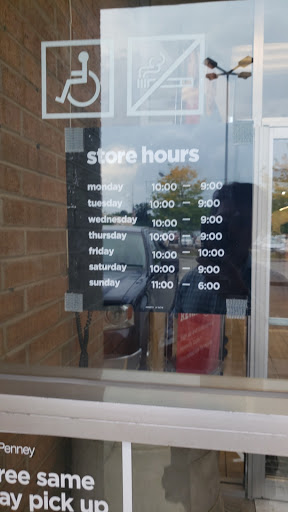 store hours
monday 10:00 – 9:00
tuesday 10:00 – 9:00
wednesday 10:00 – 9:00
thursday 10:00 – 9:00
friday 10:00 – 10:00
saturday 10:00 – 9:00
sunday 11:00 – 6:00
Penney
ree same
ay pick up